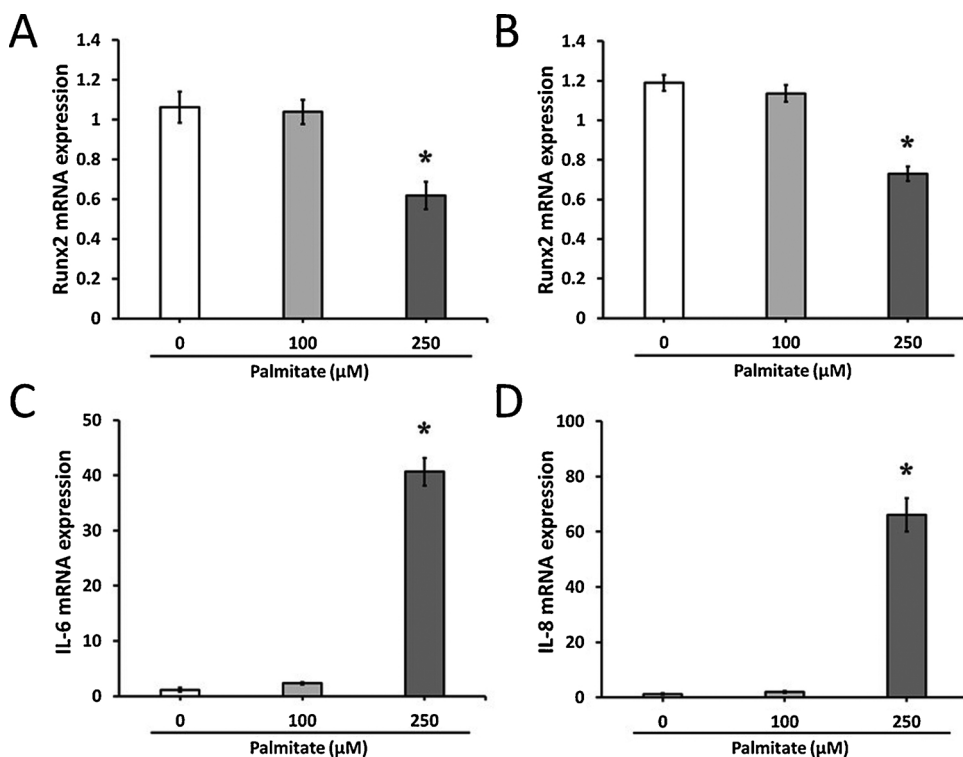 A
Runx2 mRNA expression
1.4
1.2
1
0.8
0.6
0.4
0.2
0
*
0 100 250
Palmitate (µM)
B
Runx2 mRNA expression
1.4
1.2
1
0.8
0.6
0.4
0.2
0
*
0 100 250
Palmitate (µM)
C
IL-6 mRNA expression
50
40
30
20
10
0
*
0 100 250
Palmitate (µM)
D
IL-8 mRNA expression
100
80
60
40
20
0
*
0 100 250
Palmitate (µM)